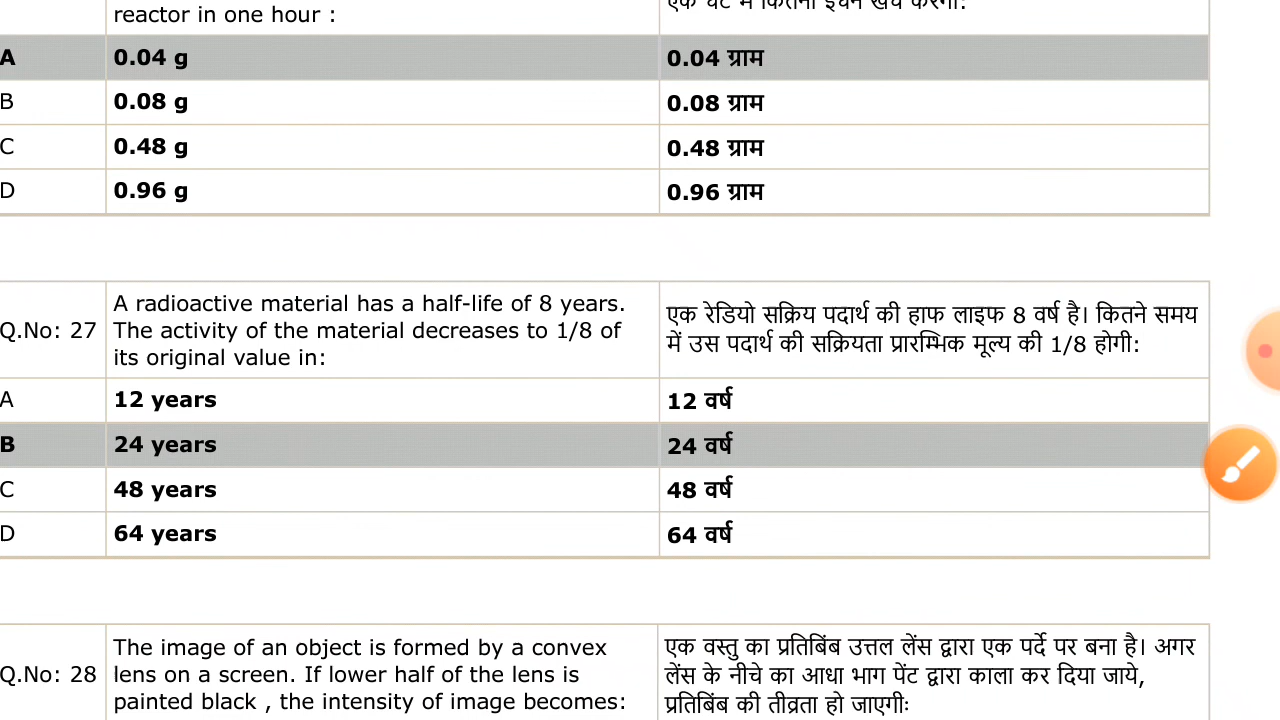 reactor in one hour :
एक घंटे में कितना ईंधन खर्च करेगा:
A 0.04 g 0.04 ग्राम
B 0.08 g 0.08 ग्राम
C 0.48 g 0.48 ग्राम
D 0.96 g 0.96 ग्राम
Q.No: 27
A radioactive material has a half-life of 8 years.
The activity of the material decreases to 1/8 of
its original value in:
एक रेडियो सक्रिय पदार्थ की हाफ लाइफ 8 वर्ष है। कितने समय
में उस पदार्थ की सक्रियता प्रारम्भिक मूल्य की 1/8 होगी:
A 12 years 12 वर्ष
B 24 years 24 वर्ष
C 48 years 48 वर्ष
D 64 years 64 वर्ष
Q.No: 28
The image of an object is formed by a convex
lens on a screen. If lower half of the lens is
painted black , the intensity of image becomes:
एक वस्तु का प्रतिबिंब उत्तल लेंस द्वारा एक पर्दे पर बना है। अगर
लेंस के नीचे का आधा भाग पेंट द्वारा काला कर दिया जाये,
प्रतिबिंब की तीव्रता हो जाएगीः